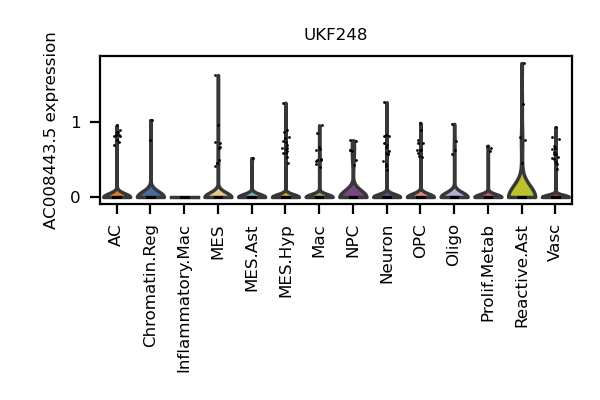 UKF248
AC008443.5 expression
1
0
AC
Chromatin.Reg
Inflammatory.Mac
MES
MES.Ast
MES.Hyp
Mac
NPC
Neuron
OPC
Oligo
Prolif.Metab
Reactive.Ast
Vasc